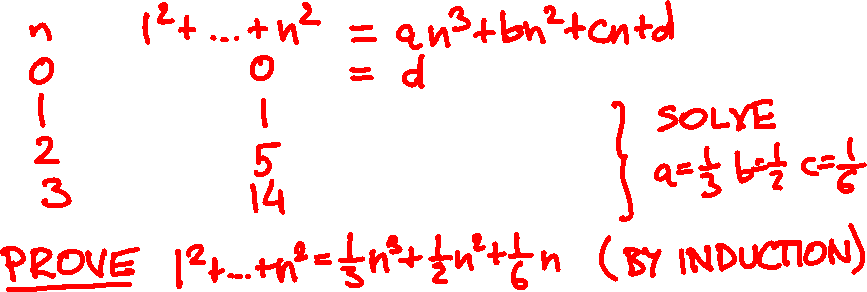 n 1²+...+n² = an³+bn²+cn+d
0 0 = d
1 1 SOLVE
2 5 a=1/3 b=1/2 c=1/6
3 14
PROVE 1²+...+n²=1/3n³+1/2n²+1/6n (BY INDUCTION)